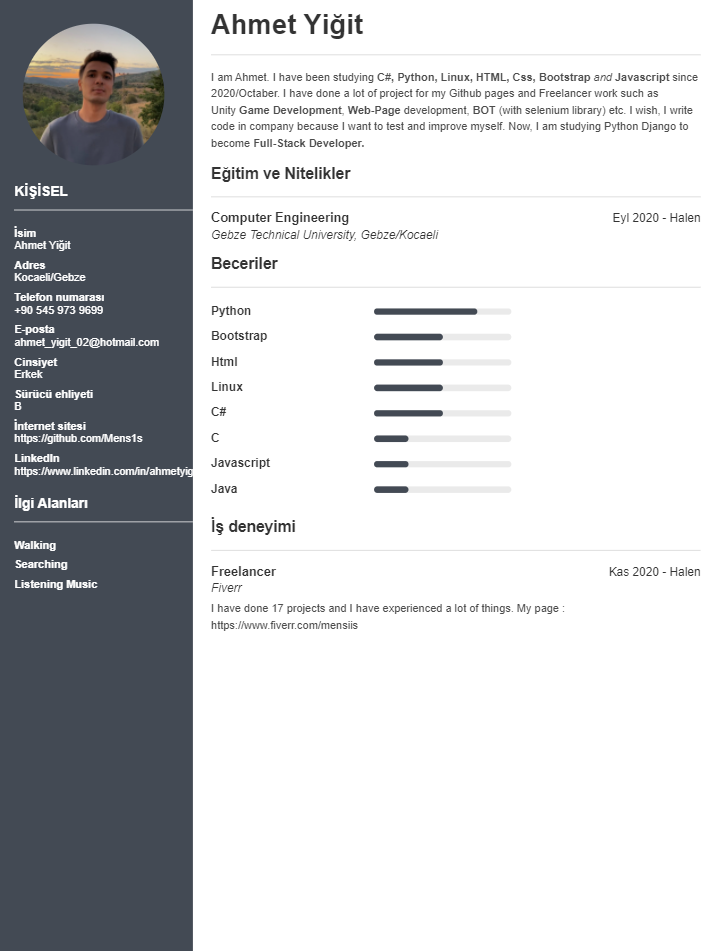 Ahmet Yiğit
I am Ahmet. I have been studying C#, Python, Linux, HTML, Css, Bootstrap and Javascript since
2020/Octaber. I have done a lot of project for my Github pages and Freelancer work such as
Unity Game Development, Web-Page development, BOT (with selenium library) etc. I wish, I write
code in company because I want to test and improve myself. Now, I am studying Python Django to
become Full-Stack Developer.
KİŞİSEL
İsim
Ahmet Yiğit
Adres
Kocaeli/Gebze
Telefon numarası
+90 545 973 9699
E-posta
ahmet_yigit_02@hotmail.com
Cinsiyet
Erkek
Sürücü ehliyeti
B
İnternet sitesi
https://github.com/Mens1s
LinkedIn
https://www.linkedin.com/in/ahmetyig
İlgi Alanları
Walking
Searching
Listening Music
Eğitim ve Nitelikler
Computer Engineering Eyl 2020 - Halen
Gebze Technical University, Gebze/Kocaeli
Beceriler
Python
Bootstrap
Html
Linux
C#
C
Javascript
Java
İş deneyimi
Freelancer Kas 2020 - Halen
Fiverr
I have done 17 projects and I have experienced a lot of things. My page :
https://www.fiverr.com/mensiis